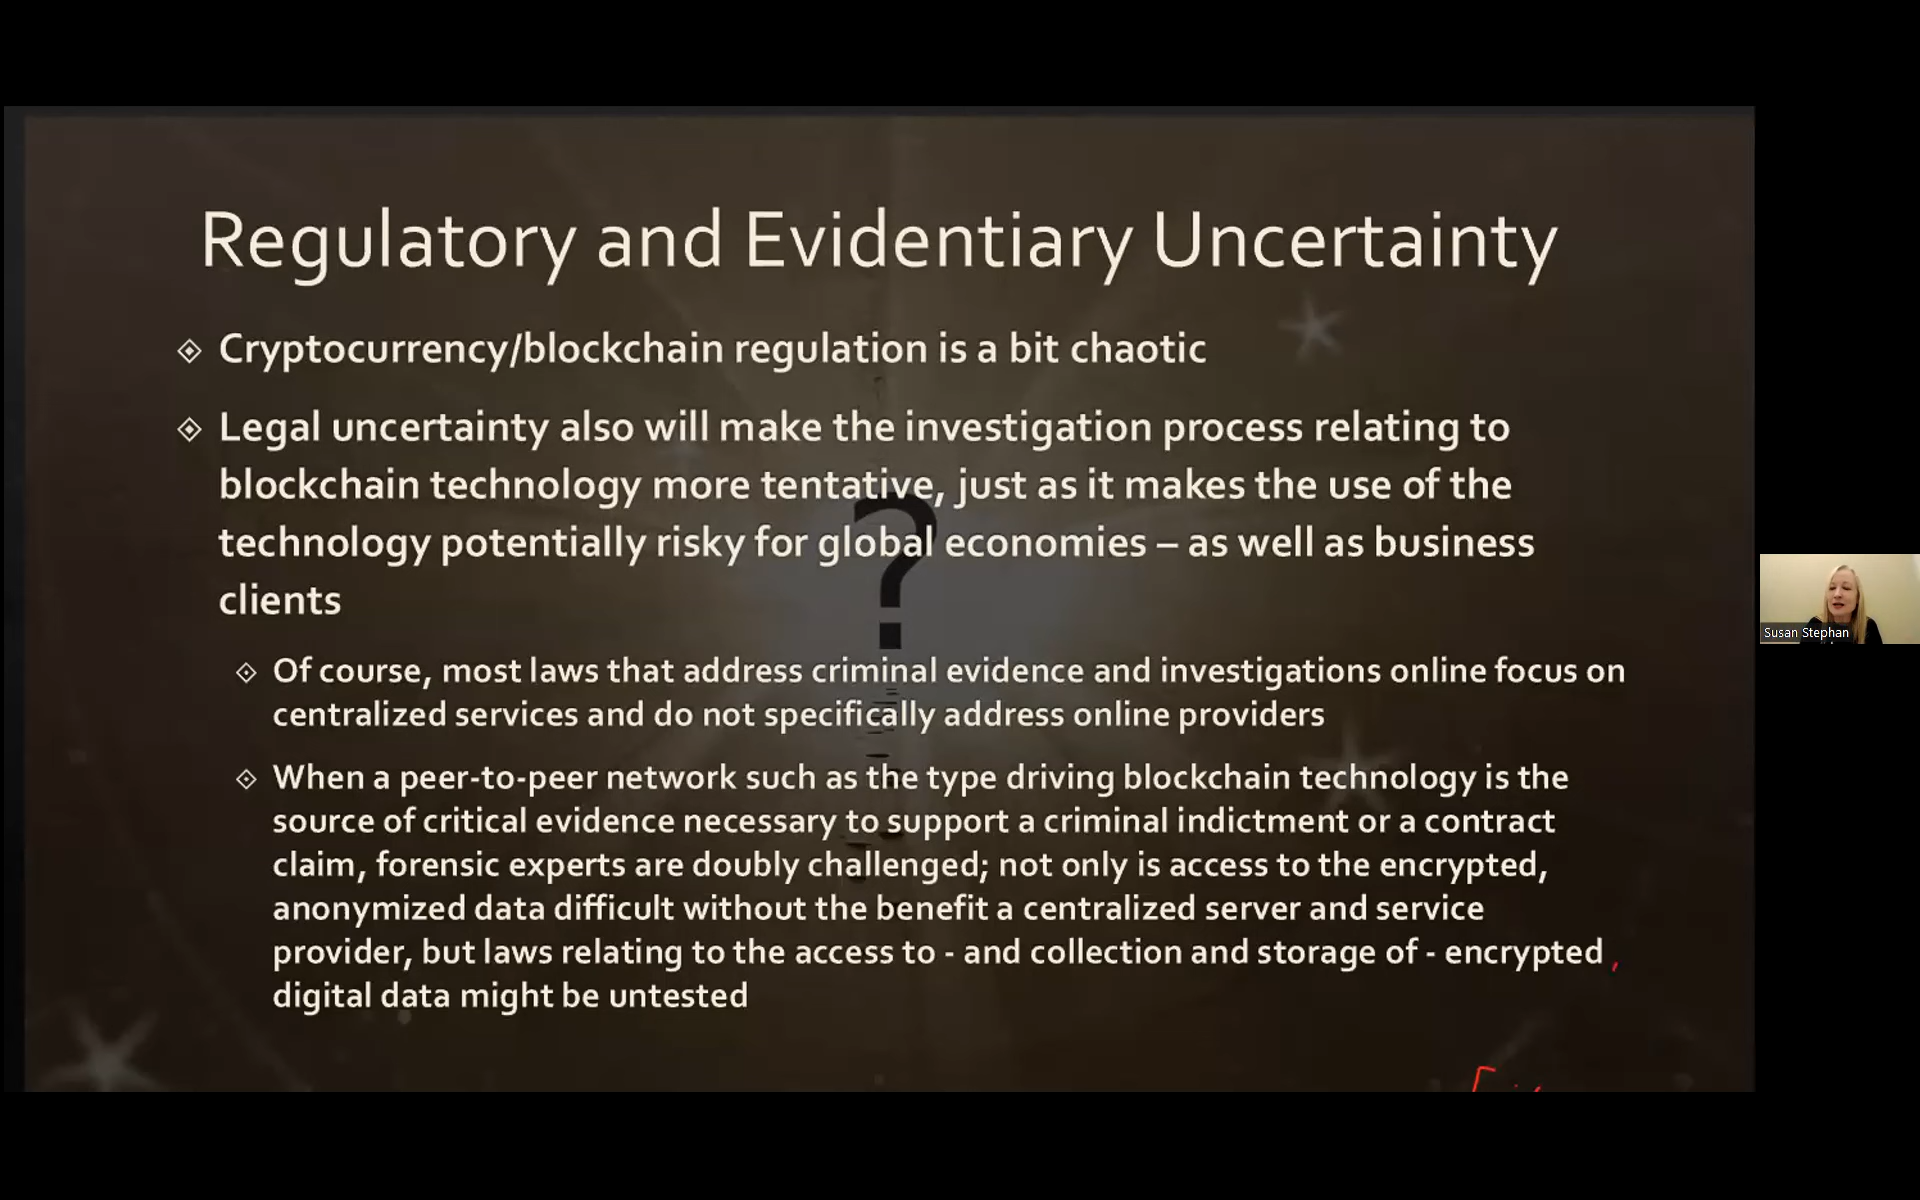 Regulatory and Evidentiary Uncertainty
Cryptocurrency/blockchain regulation is a bit chaotic
Legal uncertainty also will make the investigation process relating to
blockchain technology more tentative, just as it makes the use of the
technology potentially risky for global economies – as well as business
clients
?
Of course, most laws that address criminal evidence and investigations online focus on
centralized services and do not specifically address online providers
When a peer-to-peer network such as the type driving blockchain technology is the
source of critical evidence necessary to support a criminal indictment or a contract
claim, forensic experts are doubly challenged; not only is access to the encrypted,
anonymized data difficult without the benefit a centralized server and service
provider, but laws relating to the access to - and collection and storage of - encrypted
digital data might be untested
Susan Stephan